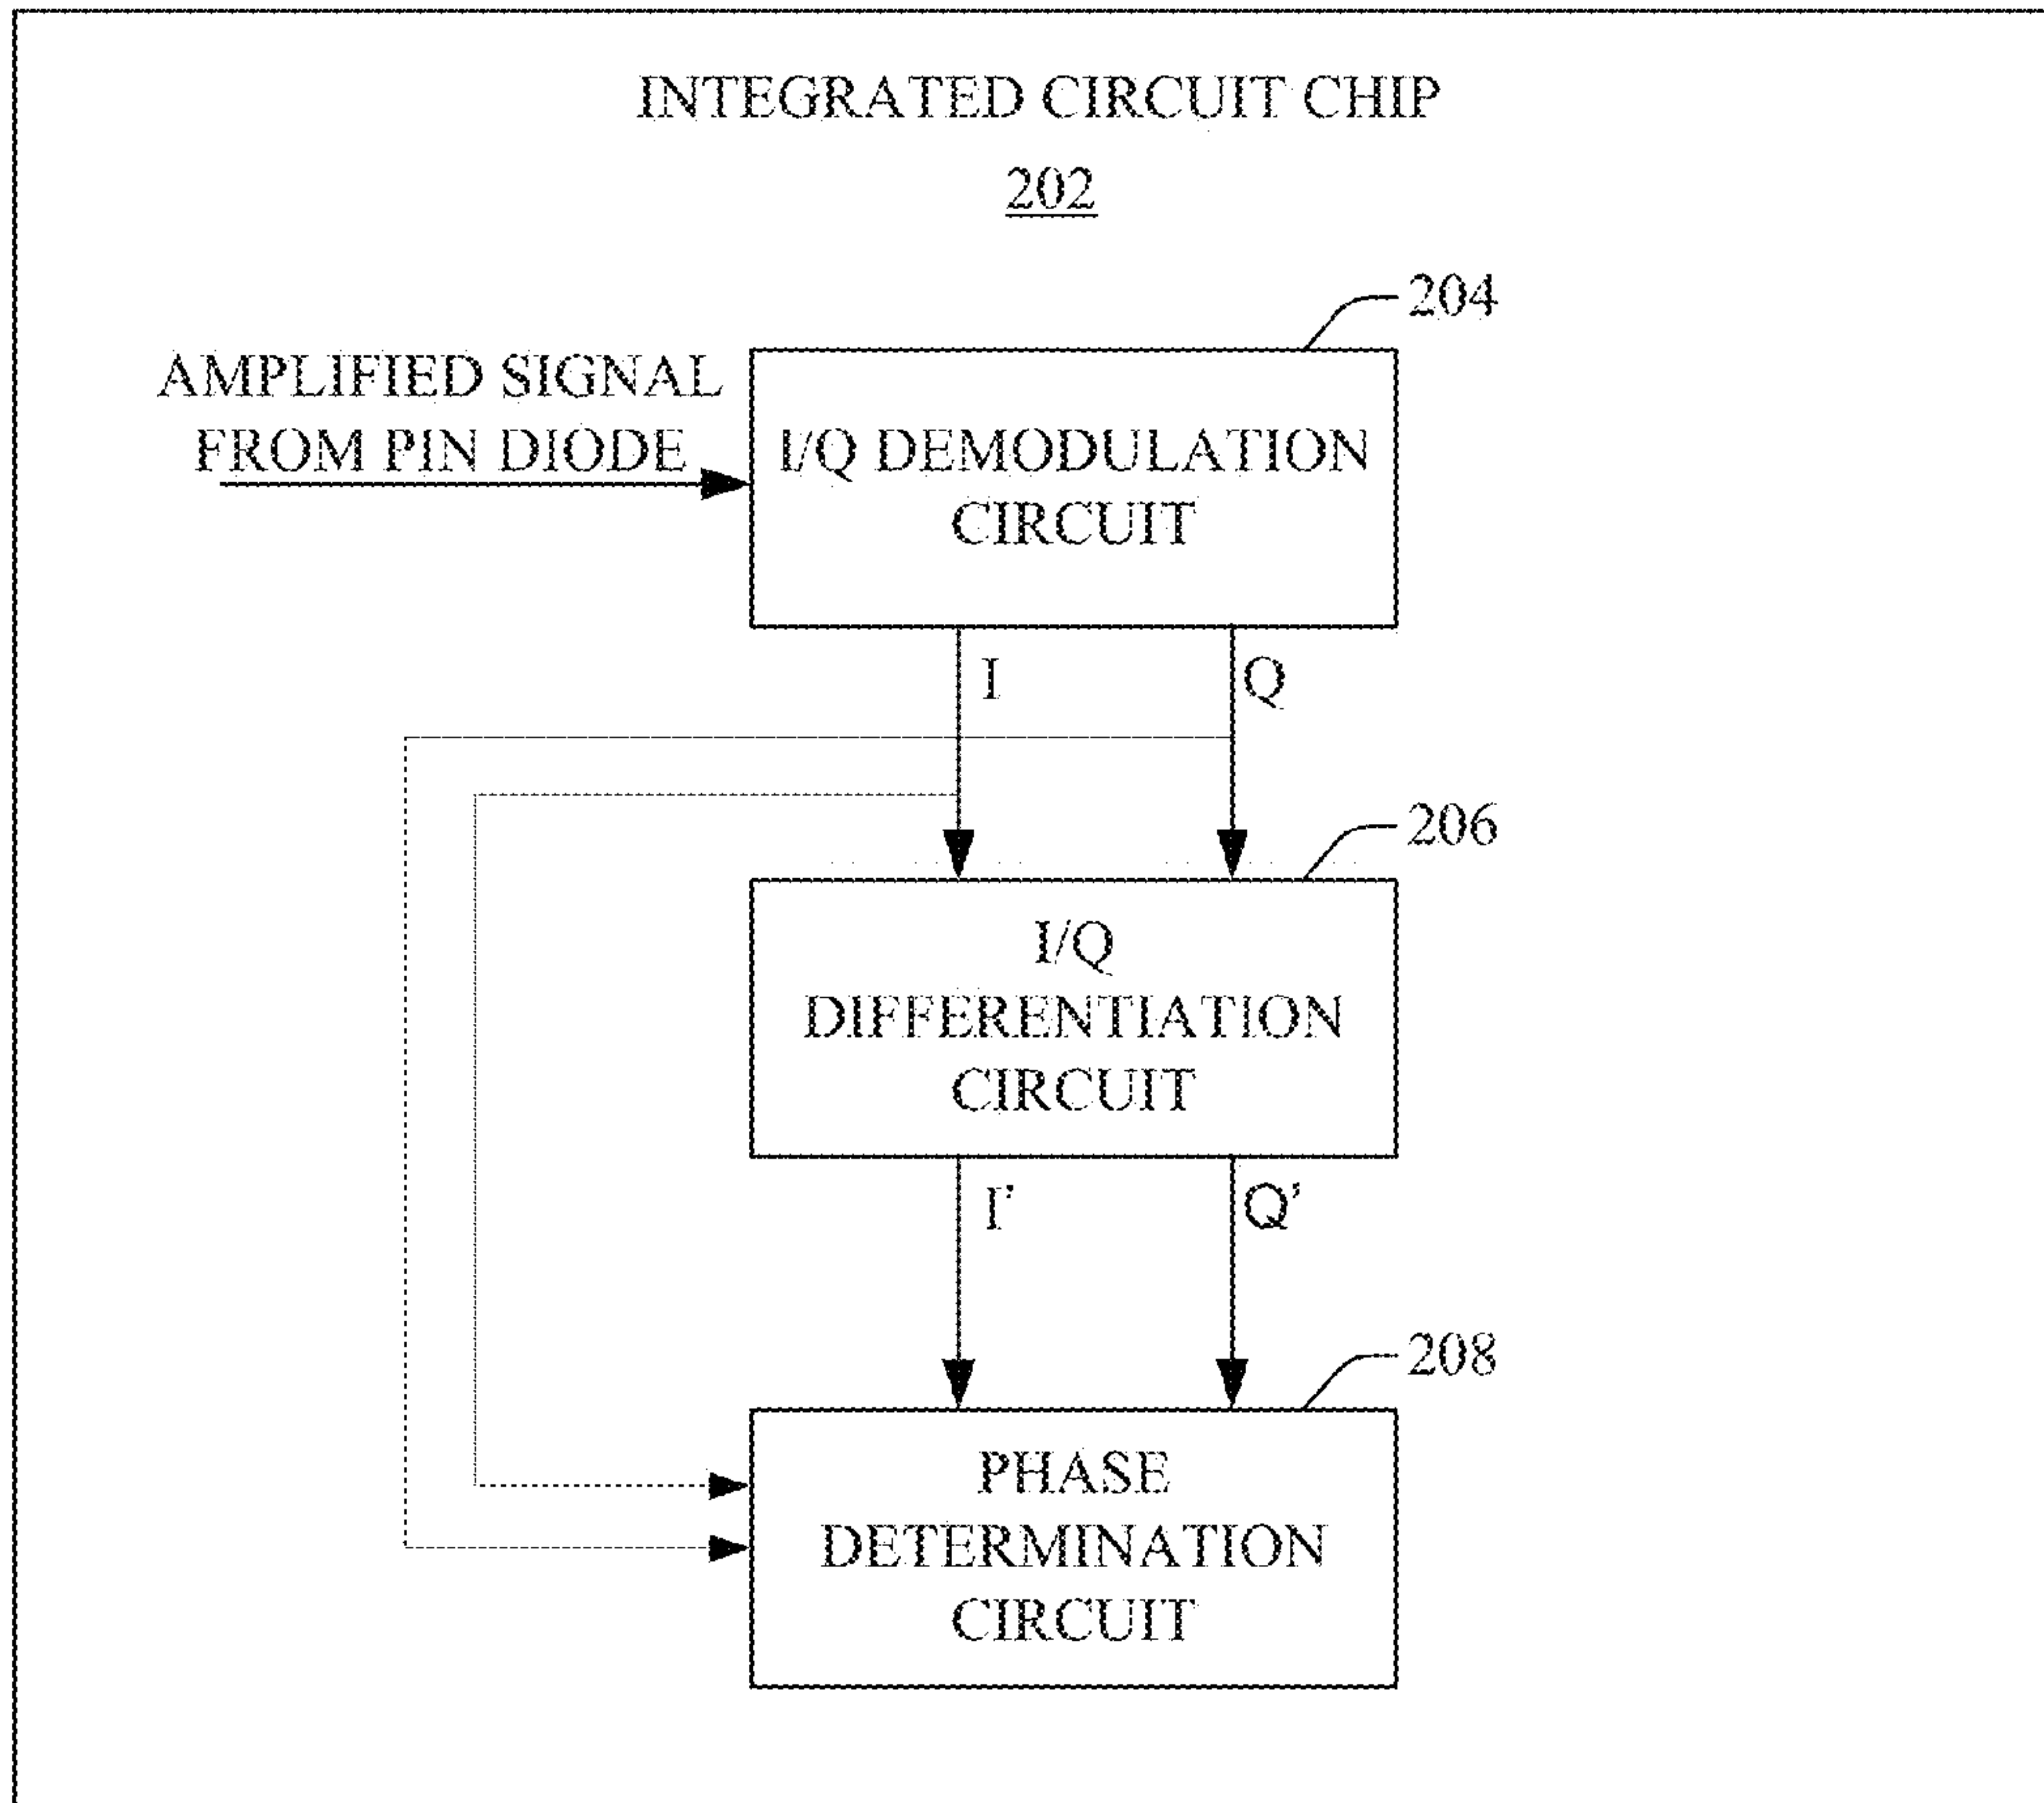 INTEGRATED CIRCUIT CHIP
202
204
AMPLIFIED SIGNAL
FROM PIN DIODE
I/Q DEMODULATION
CIRCUIT
I
Q
206
I/Q
DIFFERENTIATION
CIRCUIT
I'
Q'
208
PHASE
DETERMINATION
CIRCUIT